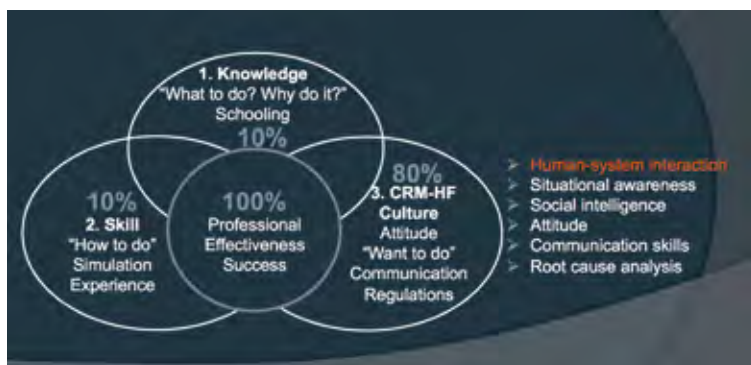 1. Knowledge
"What to do? Why do it?"
Schooling
10%
10%
2. Skill
"How to do"
Simulation
Experience
100%
Professional
Effectiveness
Success
80%
3. CRM-HF
Culture
Attitude
"Want to do"
Communication
Regulations
Human-system interaction
Situational awareness
Social intelligence
Attitude
Communication skills
Root cause analysis